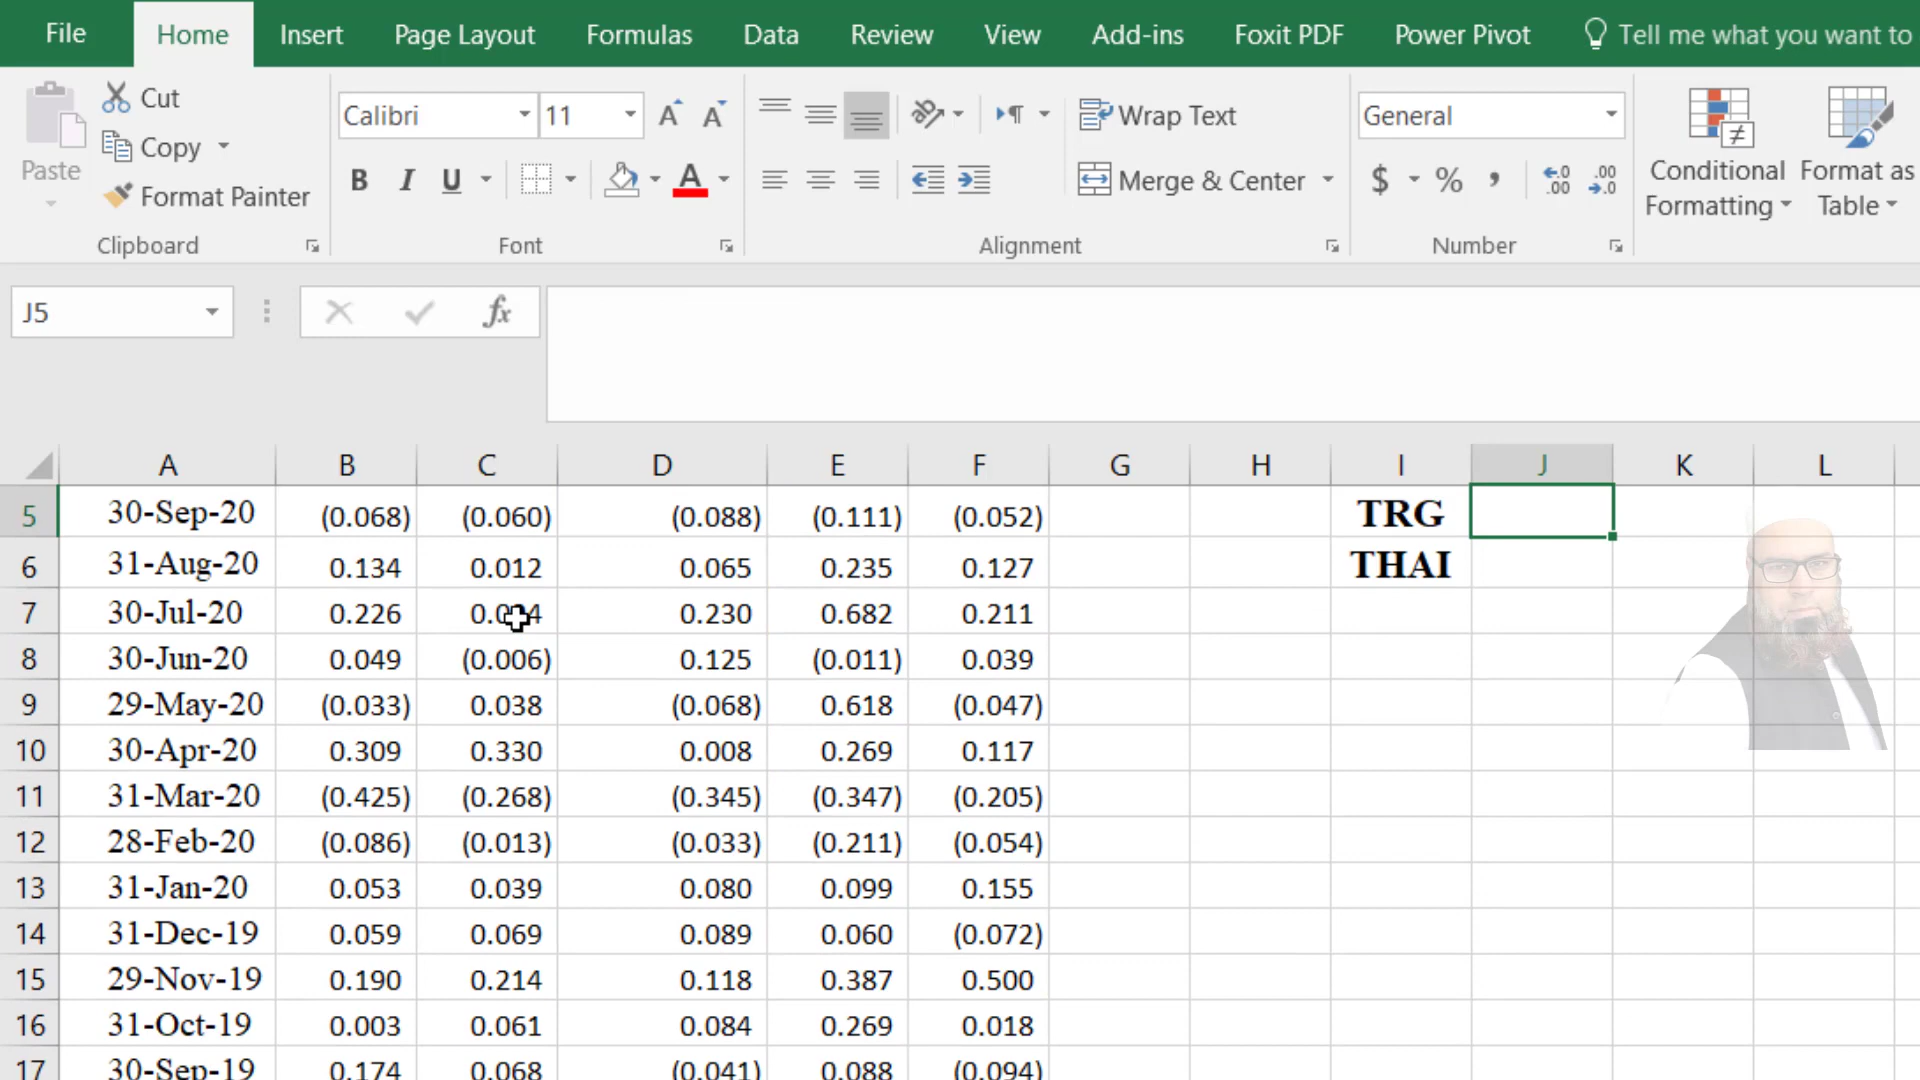 File Home Insert Page Layout Formulas Data Review View Add-ins Foxit PDF Power Pivot Tell me what you want to
Cut
Copy
Format Painter
Paste
Clipboard
Calibri 11
B I U A
Font
Wrap Text
Merge & Center
Alignment
General
$ % ,
Number
Conditional Formatting
Format as Table
J5 fx
A B C D E F G H I J K L
5 30-Sep-20 (0.068) (0.060) (0.088) (0.111) (0.052) TRG
6 31-Aug-20 0.134 0.012 0.065 0.235 0.127 THAI
7 30-Jul-20 0.226 0.230 0.682 0.211
8 30-Jun-20 0.049 (0.006) 0.125 (0.011) 0.039
9 29-May-20 (0.033) 0.038 (0.068) 0.618 (0.047)
10 30-Apr-20 0.309 0.330 0.008 0.269 0.117
11 31-Mar-20 (0.425) (0.268) (0.345) (0.347) (0.205)
12 28-Feb-20 (0.086) (0.013) (0.033) (0.211) (0.054)
13 31-Jan-20 0.053 0.039 0.080 0.099 0.155
14 31-Dec-19 0.059 0.069 0.089 0.060 (0.072)
15 29-Nov-19 0.190 0.214 0.118 0.387 0.500
16 31-Oct-19 0.003 0.061 0.084 0.269 0.018
17 30-Sep-19 0.174 0.068 (0.041) 0.088 (0.094)